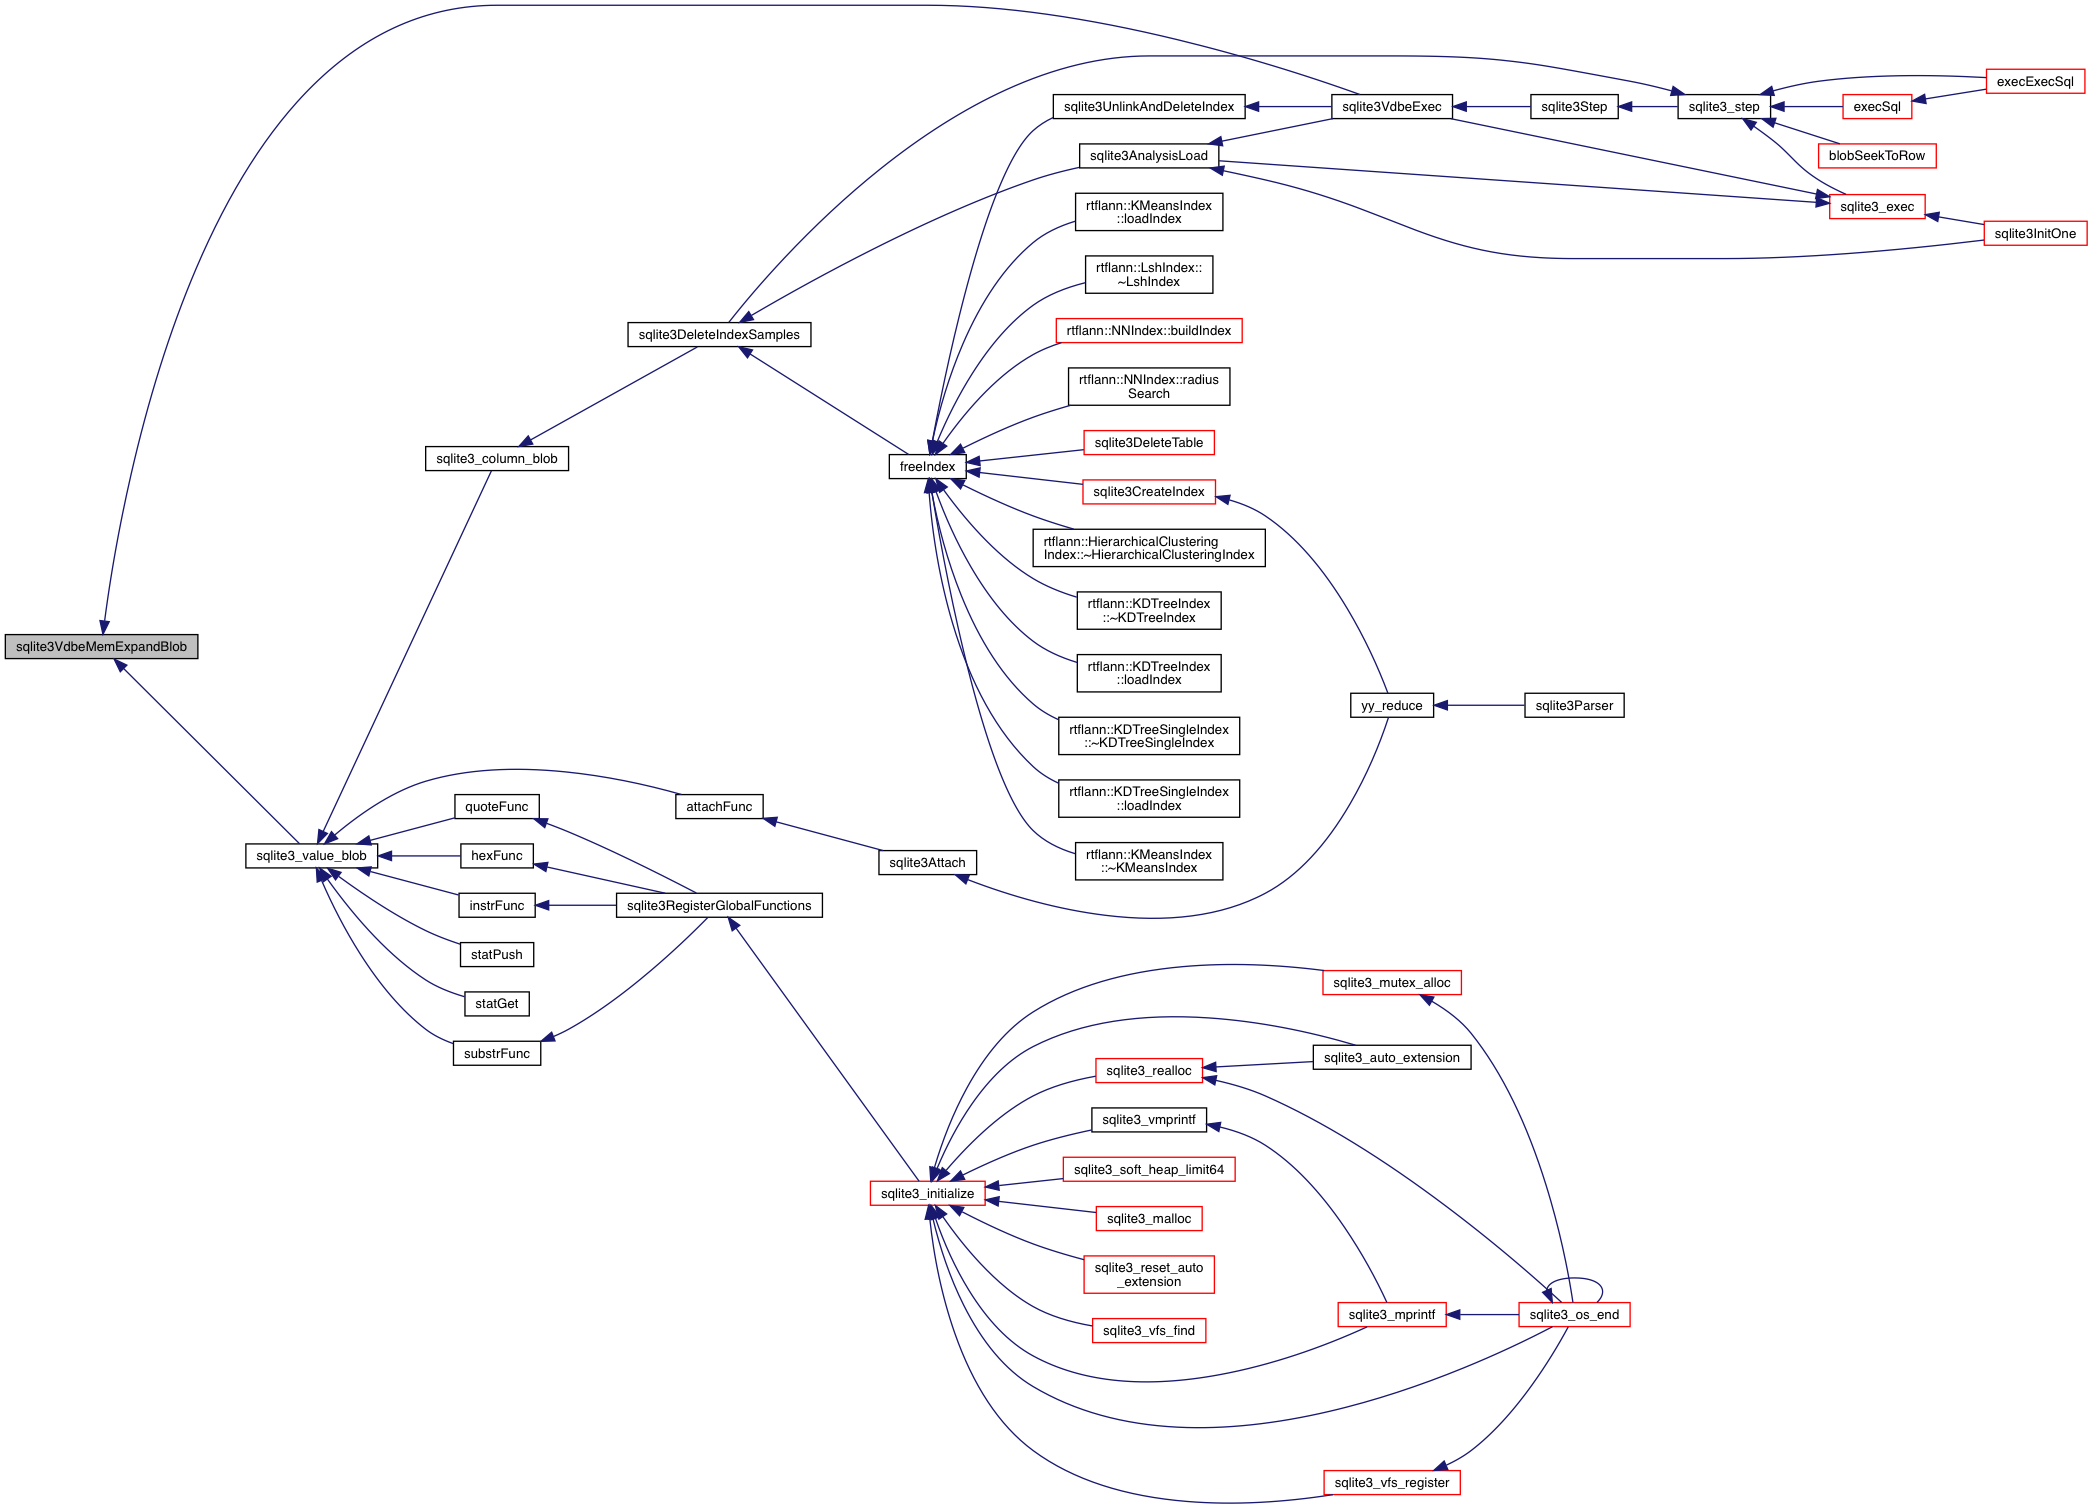 sqlite3VdbeMemExpandBlob
sqlite3_value_blob
sqlite3_column_blob
quoteFunc
hexFunc
instrFunc
statPush
statGet
substrFunc
sqlite3DeleteIndexSamples
attachFunc
sqlite3RegisterGlobalFunctions
freeIndex
sqlite3Attach
sqlite3_initialize
sqlite3UnlinkAndDeleteIndex
sqlite3AnalysisLoad
rtflann::KMeansIndex
::loadIndex
rtflann::LshIndex::
~LshIndex
rtflann::NNIndex::buildIndex
rtflann::NNIndex::radius
Search
sqlite3DeleteTable
sqlite3CreateIndex
rtflann::HierarchicalClustering
Index::~HierarchicalClusteringIndex
rtflann::KDTreeIndex
::~KDTreeIndex
rtflann::KDTreeIndex
::loadIndex
rtflann::KDTreeSingleIndex
::~KDTreeSingleIndex
rtflann::KDTreeSingleIndex
::loadIndex
rtflann::KMeansIndex
::~KMeansIndex
sqlite3_realloc
sqlite3_vmprintf
sqlite3_soft_heap_limit64
sqlite3_malloc
sqlite3_reset_auto
_extension
sqlite3_vfs_find
sqlite3VdbeExec
yy_reduce
sqlite3_mutex_alloc
sqlite3_auto_extension
sqlite3_mprintf
sqlite3_vfs_register
sqlite3Step
sqlite3Parser
sqlite3_os_end
sqlite3_step
execSql
blobSeekToRow
sqlite3_exec
execExecSql
sqlite3InitOne